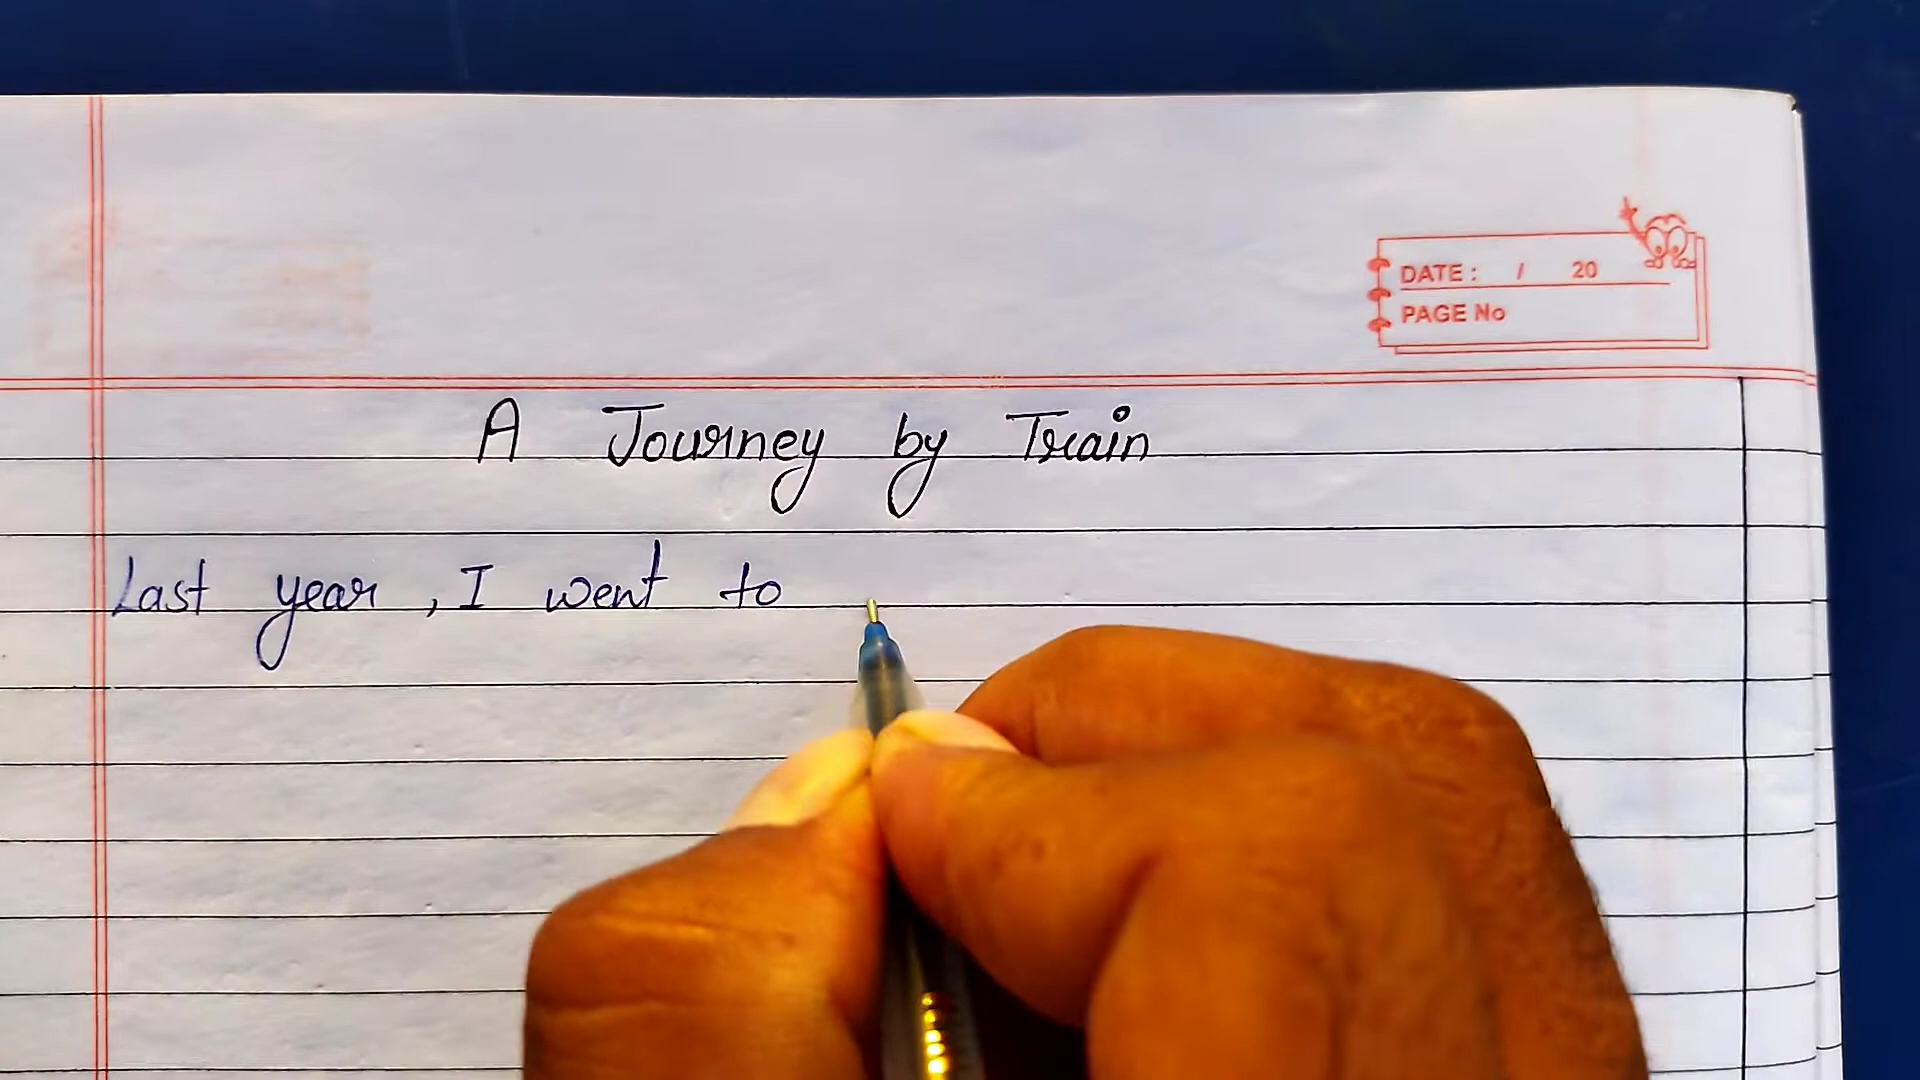 DATE: / 20
PAGE No
A Journey by Train
Last year, I went to